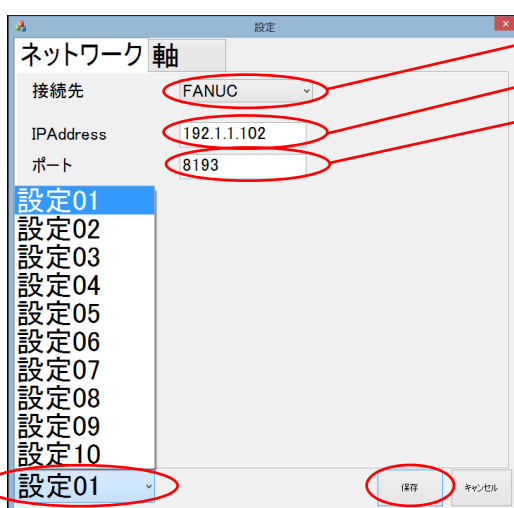 設定
ネットワーク 軸
接続先 FANUC
IPAddress 192.1.1.102
ポート 8193
設定01
設定02
設定03
設定04
設定05
設定06
設定07
設定08
設定09
設定10
設定01 保存 キャンセル